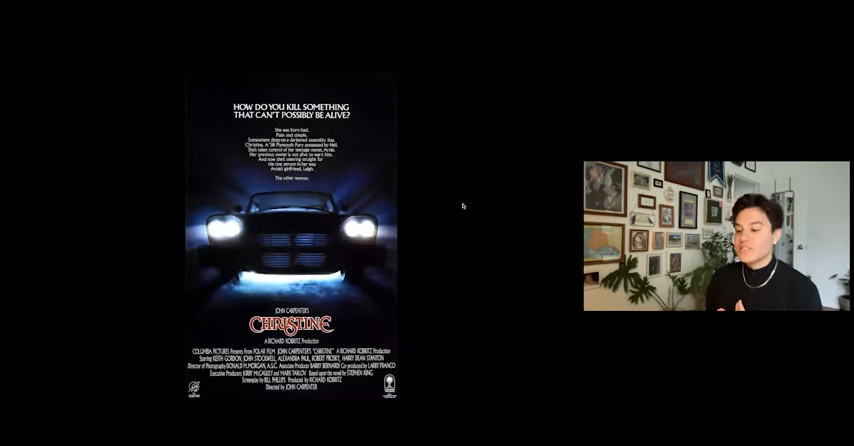 HOW DO YOU KILL SOMETHING
THAT CAN'T POSSIBLY BE ALIVE?
She was born bad.
Plain and simple.
Somewhere deep on a darkened assembly line.
Christine. A '58 Plymouth Fury possessed by Hell.
She's taken control of her teenage owner, Arnie.
Her previous owner is not alive to warn him.
And now she's steering straight for
the one person in her way.
Arnie's girlfriend, Leigh.
The other woman.
JOHN CARPENTER'S
CHRISTINE
A RICHARD KOBRITZ Production
COLUMBIA PICTURES Presents From POLAR FILM JOHN CARPENTER'S "CHRISTINE" A RICHARD KOBRITZ Production
Starring KEITH GORDON, JOHN STOCKWELL, ALEXANDRA PAUL, ROBERT PROSKY, HARRY DEAN STANTON
Director of Photography DONALD M. MORGAN, A.S.C. Associate Producer BARRY BERNARDI Co-produced by LARRY FRANCO
Executive Producers KIRBY McCAULEY and MARK TARLOV Based upon the novel by STEPHEN KING
Screenplay by BILL PHILLIPS Produced by RICHARD KOBRITZ
Directed by JOHN CARPENTER